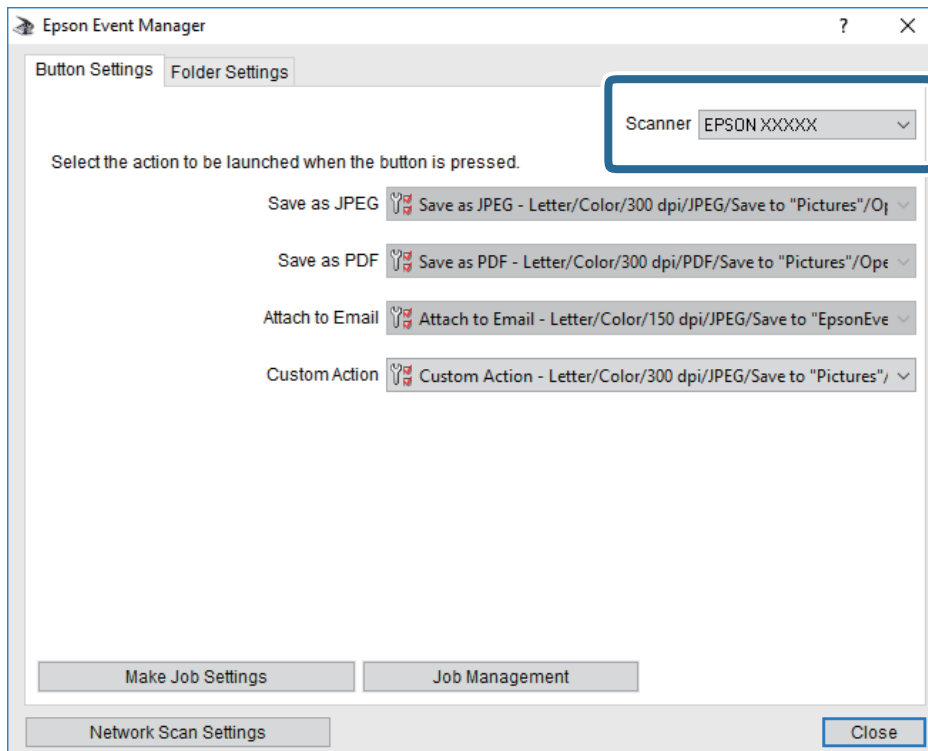 Epson Event Manager
Button Settings
Folder Settings
Scanner EPSON XXXXX
Select the action to be launched when the button is pressed.
Save as JPEG Save as JPEG - Letter/Color/300 dpi/JPEG/Save to "Pictures"/Op
Save as PDF Save as PDF - Letter/Color/300 dpi/PDF/Save to "Pictures"/Ope
Attach to Email Attach to Email - Letter/Color/150 dpi/JPEG/Save to "EpsonEve
Custom Action Custom Action - Letter/Color/300 dpi/JPEG/Save to "Pictures"/
Make Job Settings
Job Management
Network Scan Settings
Close